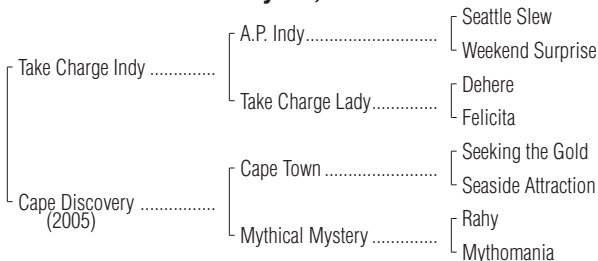 Seattle Slew
A.P. Indy
Weekend Surprise
Take Charge Indy
Dehere
Take Charge Lady
Felicita
Seeking the Gold
Cape Town
Seaside Attraction
Cape Discovery
(2005)
Rahy
Mythical Mystery
Mythomania